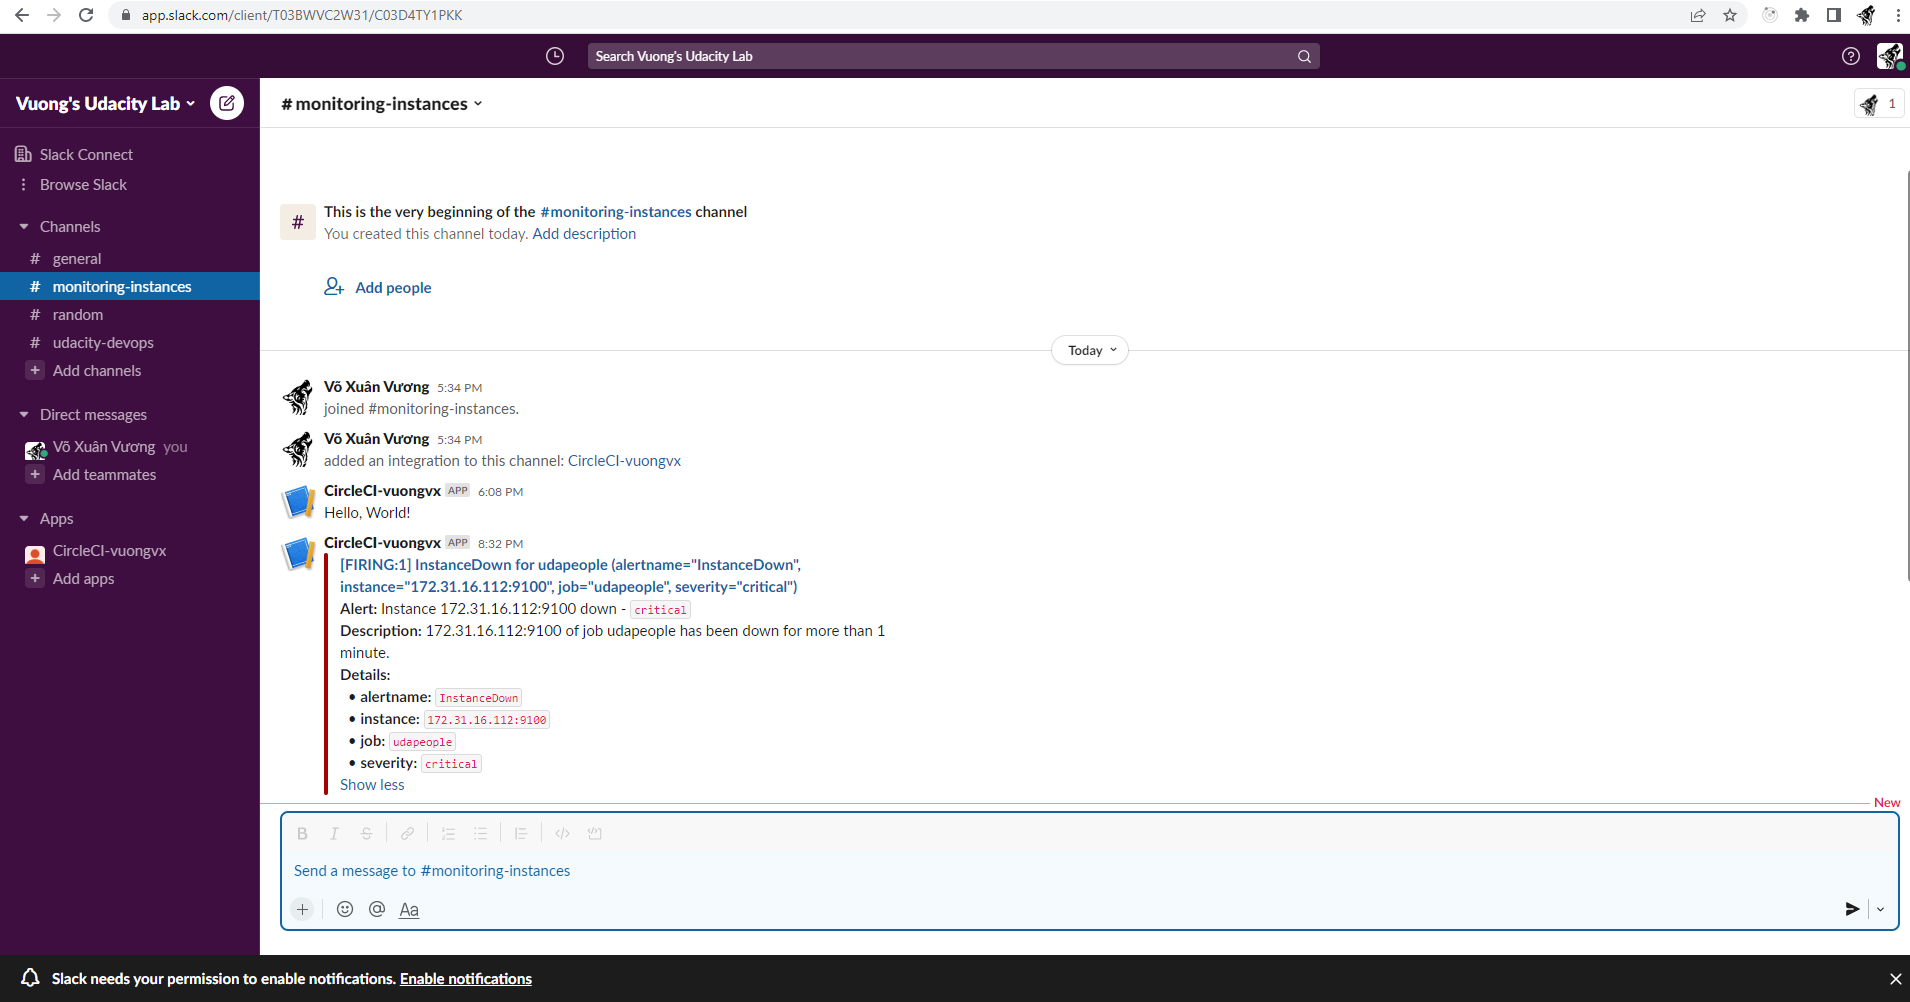 app.slack.com/client/T03BWVC2W31/C03D4TY1PKK
Search Vuong's Udacity Lab
Vuong's Udacity Lab
Slack Connect
Browse Slack
Channels
# general
# monitoring-instances
# random
# udacity-devops
+ Add channels
Direct messages
Võ Xuân Vương you
+ Add teammates
Apps
CircleCI-vuongvx
+ Add apps
# monitoring-instances
1
#
This is the very beginning of the #monitoring-instances channel
You created this channel today. Add description
Add people
Today
Võ Xuân Vương 5:34 PM
joined #monitoring-instances.
Võ Xuân Vương 5:34 PM
added an integration to this channel: CircleCI-vuongvx
CircleCI-vuongvx APP 6:08 PM
Hello, World!
CircleCI-vuongvx APP 8:32 PM
[FIRING:1] InstanceDown for udapeople (alertname="InstanceDown",
instance="172.31.16.112:9100", job="udapeople", severity="critical")
Alert: Instance 172.31.16.112:9100 down - critical
Description: 172.31.16.112:9100 of job udapeople has been down for more than 1
minute.
Details:
• alertname: InstanceDown
• instance: 172.31.16.112:9100
• job: udapeople
• severity: critical
Show less
New
B I S
Send a message to #monitoring-instances
+ @ Aa
Slack needs your permission to enable notifications. Enable notifications